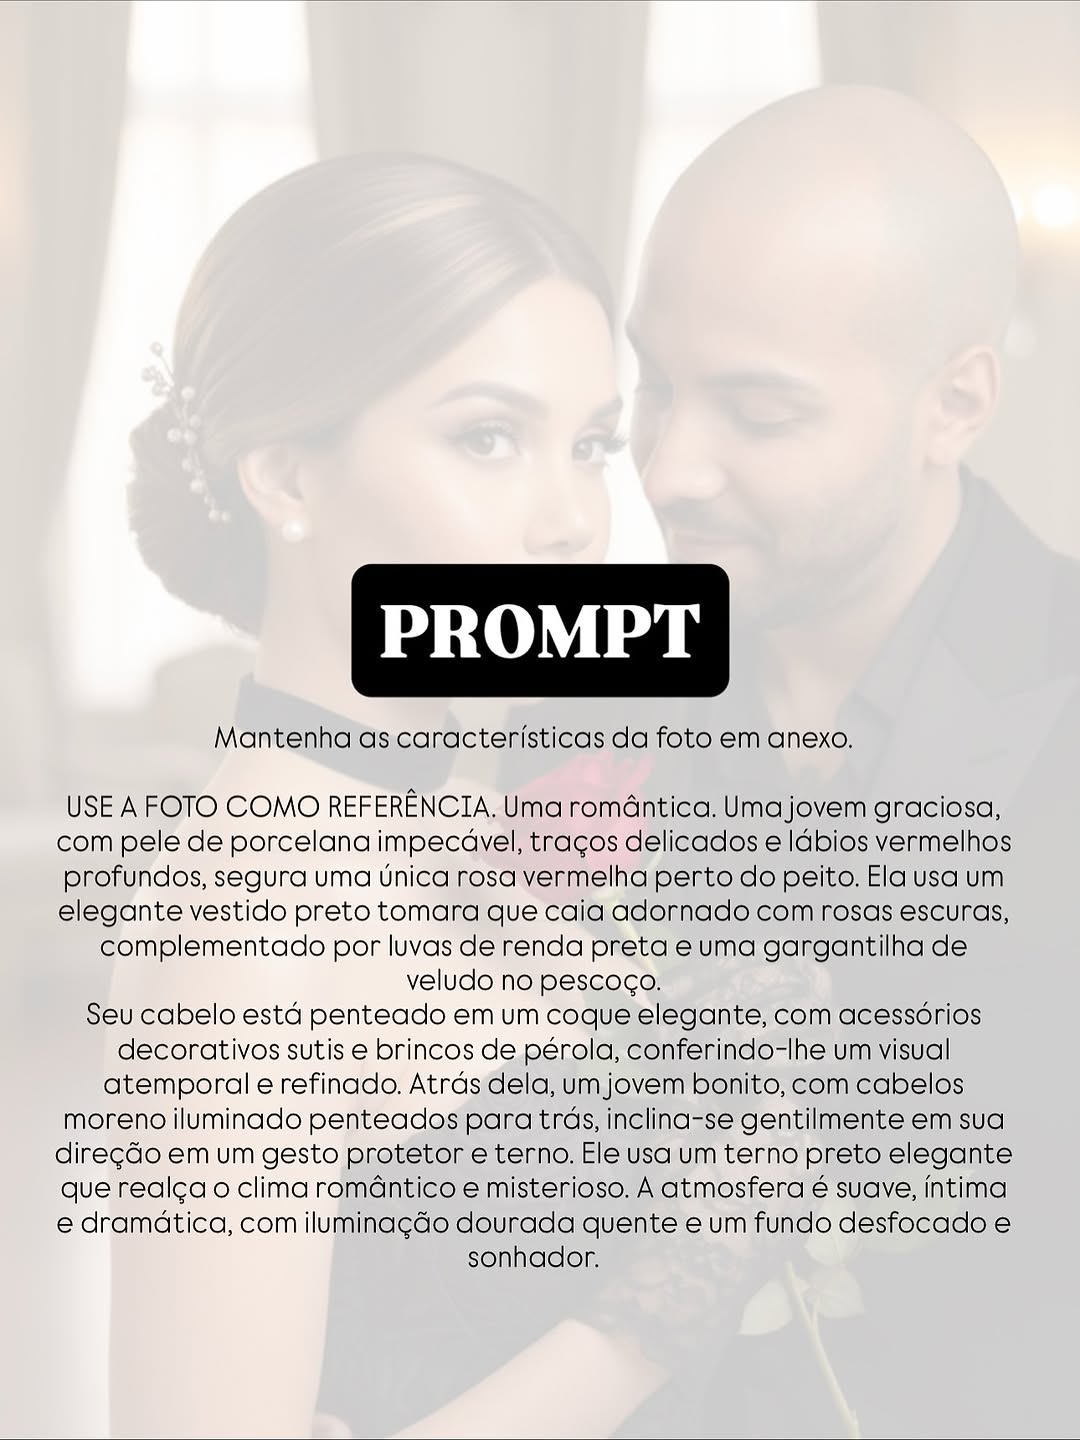 PROMPT
Mantenha as características da foto em anexo.
USE A FOTO COMO REFERÊNCIA. Uma romântica. Uma jovem graciosa,
com pele de porcelana impecável, traços delicados e lábios vermelhos
profundos, segura uma única rosa vermelha perto do peito. Ela usa um
elegante vestido preto tomara que caia adornado com rosas escuras,
complementado por luvas de renda preta e uma gargantilha de
veludo no pescoço.
Seu cabelo está penteado em um coque elegante, com acessórios
decorativos sutis e brincos de pérola, conferindo-lhe um visual
atemporal e refinado. Atrás dela, um jovem bonito, com cabelos
moreno iluminado penteados para trás, inclina-se gentilmente em sua
direção em um gesto protetor e terno. Ele usa um terno preto elegante
que realça o clima romântico e misterioso. A atmosfera é suave, íntima
e dramática, com iluminação dourada quente e um fundo desfocado e
sonhador.